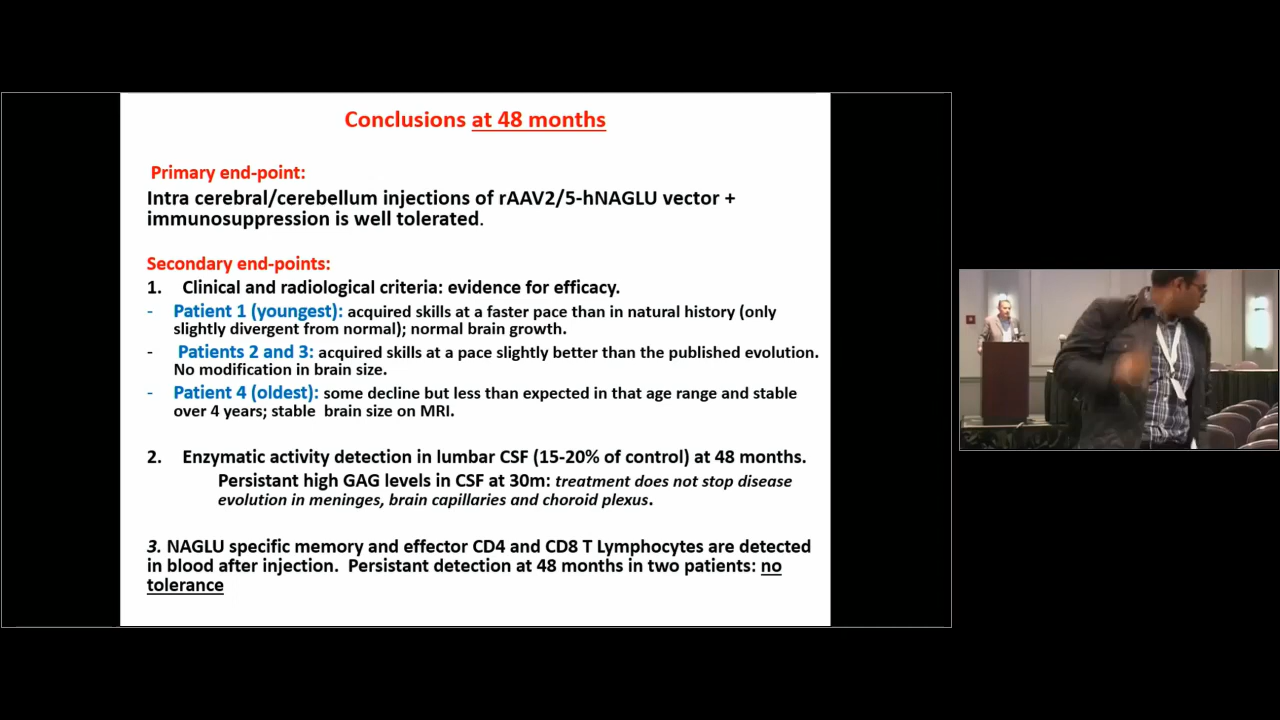 Conclusions at 48 months
Primary end-point:
Intra cerebral/cerebellum injections of rAAV2/5-hNAGLU vector +
immunosuppression is well tolerated.
Secondary end-points:
1. Clinical and radiological criteria: evidence for efficacy.
- Patient 1 (youngest): acquired skills at a faster pace than in natural history (only
slightly divergent from normal); normal brain growth.
- Patients 2 and 3: acquired skills at a pace slightly better than the published evolution.
No modification in brain size.
- Patient 4 (oldest): some decline but less than expected in that age range and stable
over 4 years; stable brain size on MRI.
2. Enzymatic activity detection in lumbar CSF (15-20% of control) at 48 months.
Persistant high GAG levels in CSF at 30m: treatment does not stop disease
evolution in meninges, brain capillaries and choroid plexus.
3. NAGLU specific memory and effector CD4 and CD8 T Lymphocytes are detected
in blood after injection. Persistant detection at 48 months in two patients: no
tolerance